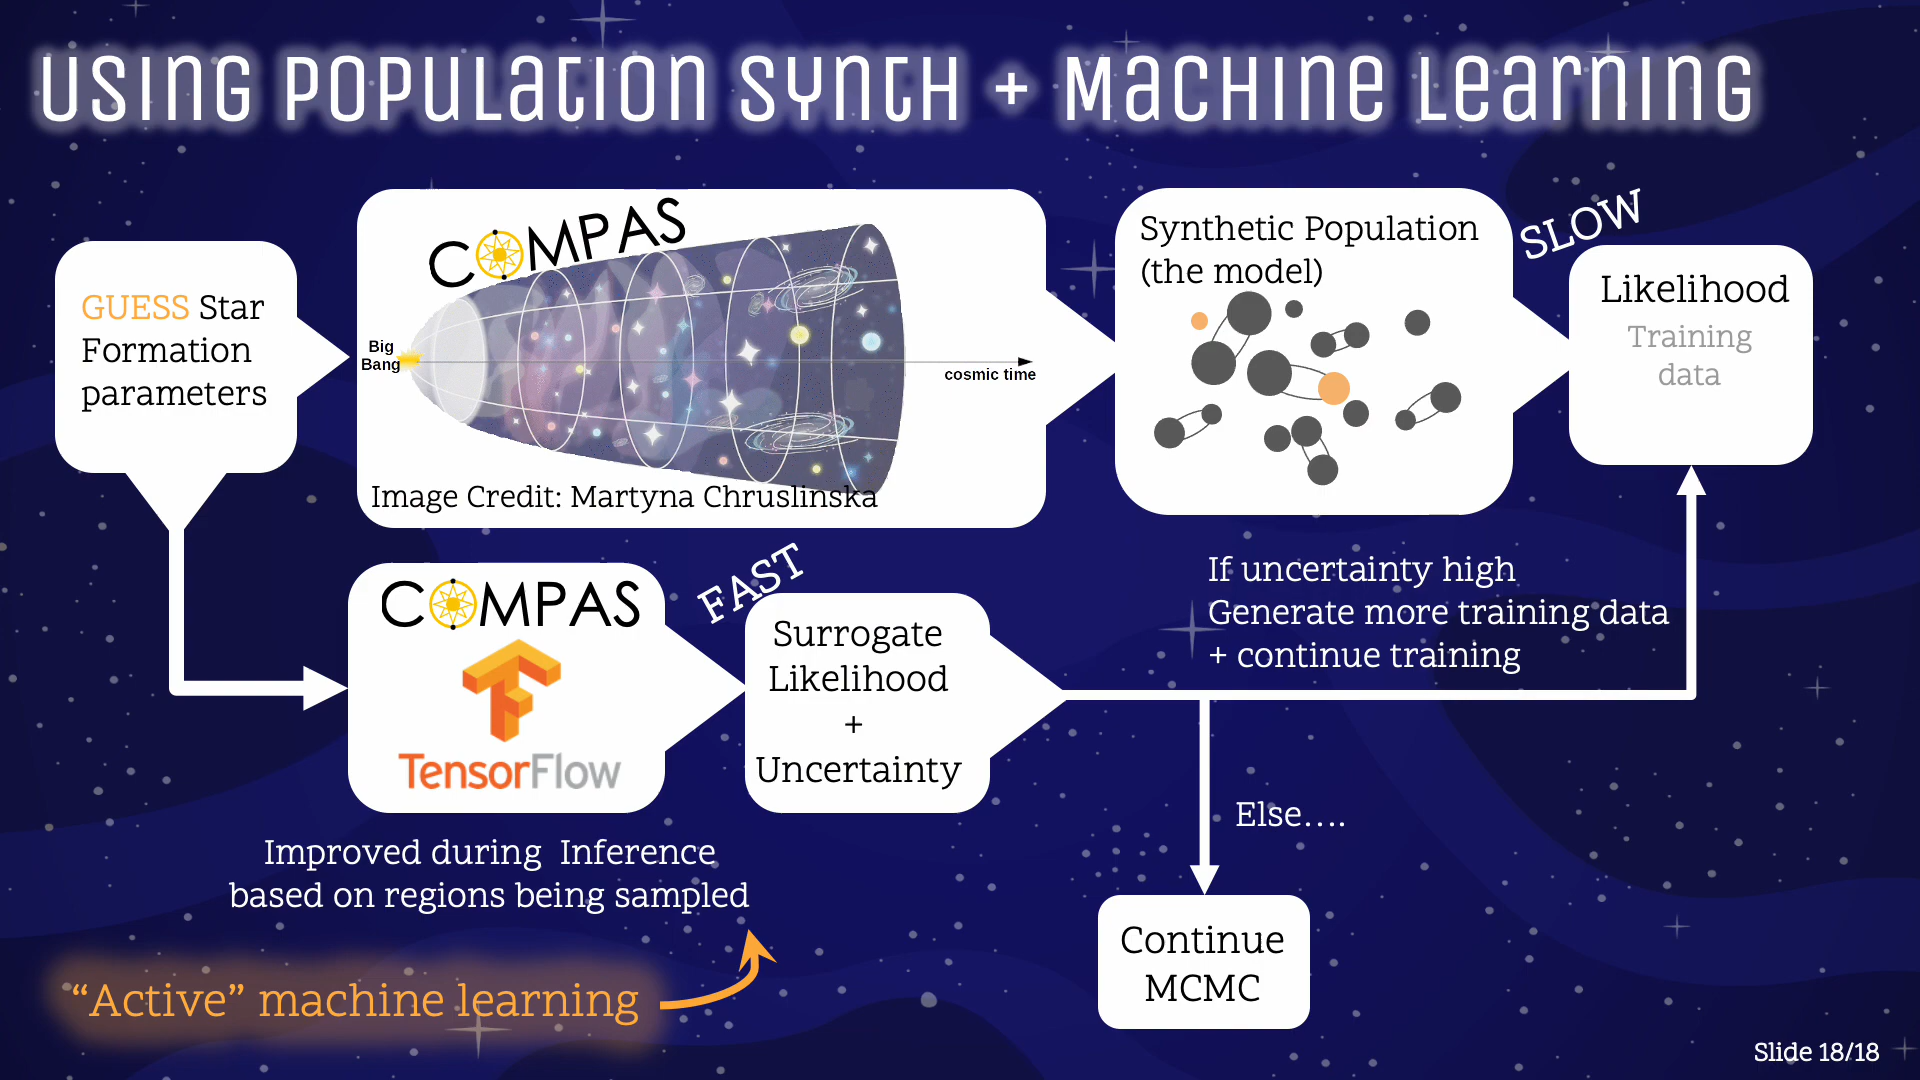 USING POPULATION SYNTH + MACHINE LEARNING
GUESS Star
Formation
parameters
COMPAS
Big
Bang
cosmic time
Image Credit: Martyna Chruslinska
Synthetic Population
(the model)
SLOW
Likelihood
Training
data
COMPAS
TensorFlow
FAST
Surrogate
Likelihood
+
Uncertainty
If uncertainty high
Generate more training data
+ continue training
Else....
Continue
MCMC
Improved during Inference
based on regions being sampled
“Active” machine learning
Slide 18/18